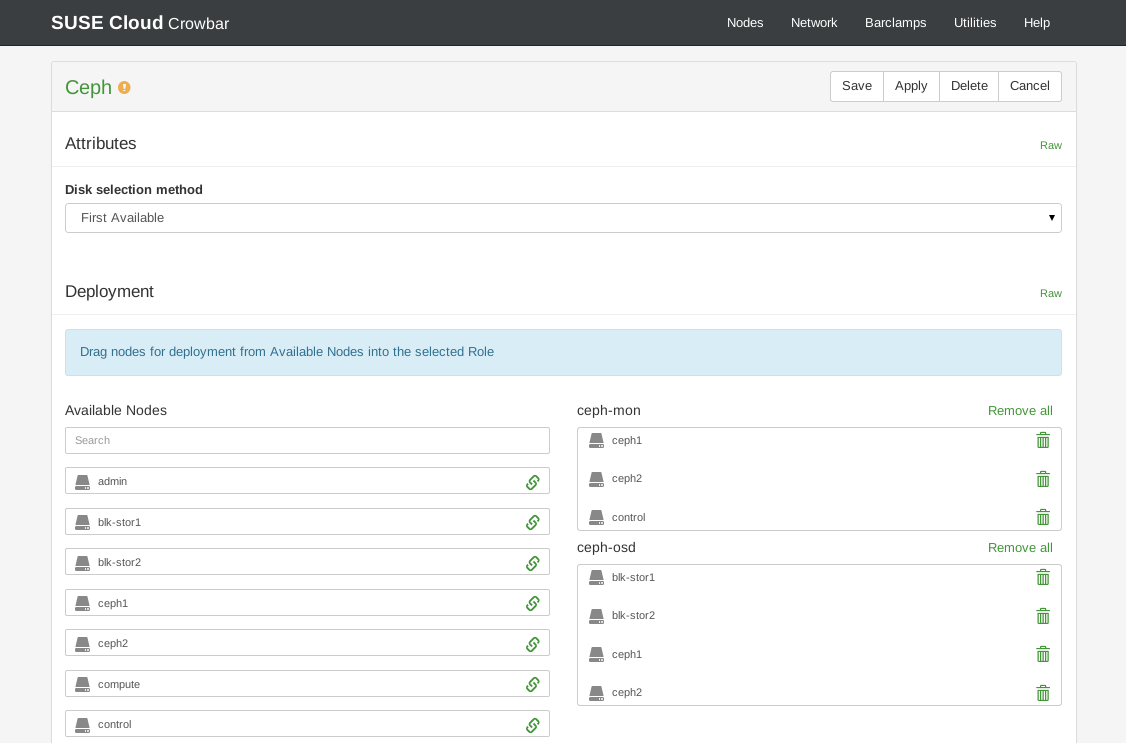 SUSE Cloud Crowbar
Nodes Network Barclamps Utilities Help
Ceph
Save Apply Delete Cancel
Attributes
Raw
Disk selection method
First Available
Deployment
Raw
Drag nodes for deployment from Available Nodes into the selected Role
Available Nodes
Search
admin
blk-stor1
blk-stor2
ceph1
ceph2
compute
control
ceph-mon
Remove all
ceph1
ceph2
control
ceph-osd
Remove all
blk-stor1
blk-stor2
ceph1
ceph2